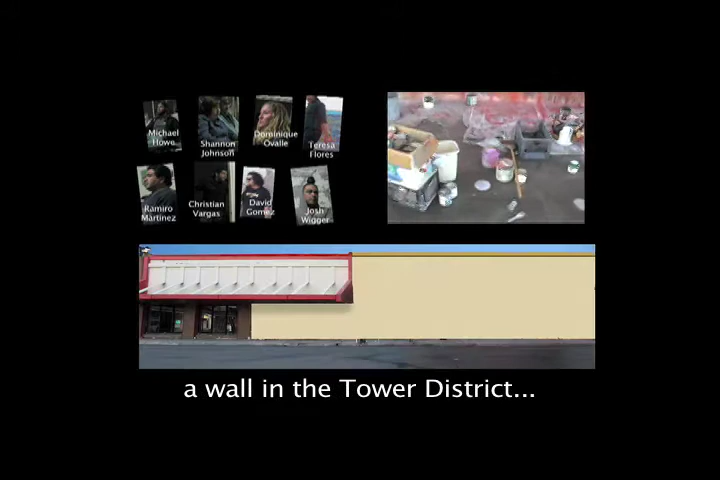 Michael
Howe
Shannon
Johnson
Dominique
Ovalle
Teresa
Flores
Ramiro
Martinez
Christian
Vargas
David
Gomez
Josh
Wigger
a wall in the Tower District...